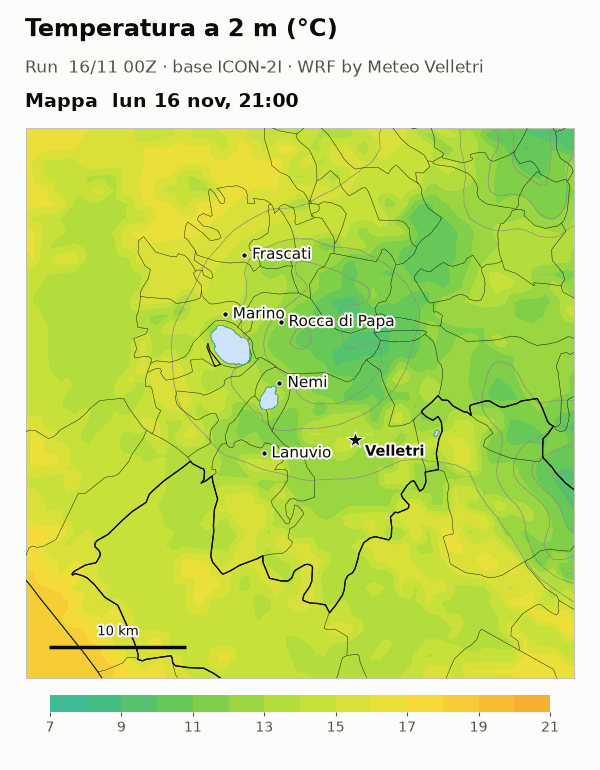 Temperatura a 2 m (°C)
Run  16/11 00Z · base ICON-2I · WRF by Meteo Velletri
Mappa  lun 16 nov, 21:00
Frascati
Marino
Rocca di Papa
Nemi
Velletri
Lanuvio
10 km
7 9 11 13 15 17 19 21